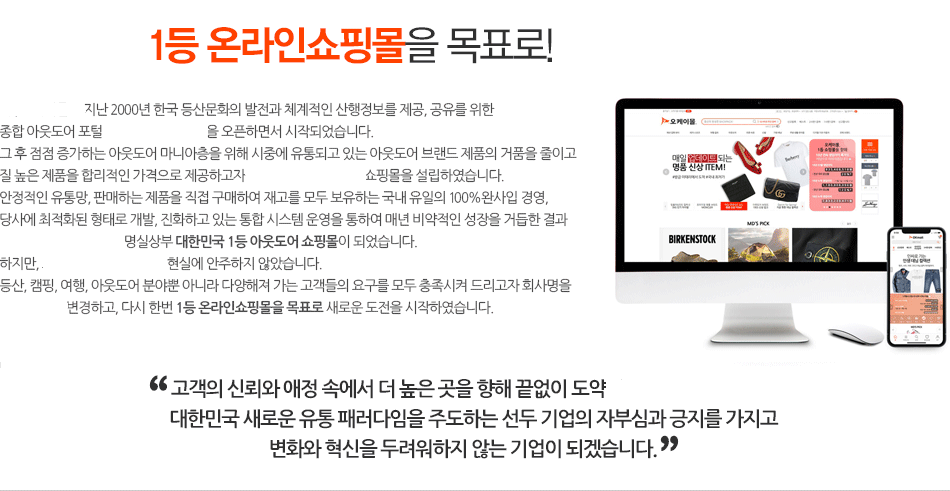 1등 온라인쇼핑몰을 목표로!
지난 2000년 한국 등산문화의 발전과 체계적인 산행정보를 제공, 공유를 위한
종합 아웃도어 포털 을 오픈하면서 시작되었습니다.
그 후 점점 증가하는 아웃도어 마니아층을 위해 시중에 유통되고 있는 아웃도어 브랜드 제품의 거품을 줄이고
질 높은 제품을 합리적인 가격으로 제공하고자 쇼핑몰을 설립하였습니다.
안정적인 유통망, 판매하는 제품을 직접 구매하여 재고를 모두 보유하는 국내 유일의 100%완사입 경영,
당사에 최적화된 형태로 개발, 진화하고 있는 통합 시스템 운영을 통하여 매년 비약적인 성장을 거듭한 결과
명실상부 대한민국 1등 아웃도어 쇼핑몰이 되었습니다.
하지만, 현실에 안주하지 않았습니다.
등산, 캠핑, 여행, 아웃도어 분야뿐 아니라 다양해져 가는 고객들의 요구를 모두 충족시켜 드리고자 회사명을
변경하고, 다시 한번 1등 온라인쇼핑몰을 목표로 새로운 도전을 시작하였습니다.
오케이몰
매일 업데이트되는
명품 신상 ITEM!
Burberry
GUCCI
MD'S PICK
BIRKENSTOCK
“고객의 신뢰와 애정 속에서 더 높은 곳을 향해 끝없이 도약
대한민국 새로운 유통 패러다임을 주도하는 선두 기업의 자부심과 긍지를 가지고
변화와 혁신을 두려워하지 않는 기업이 되겠습니다.”